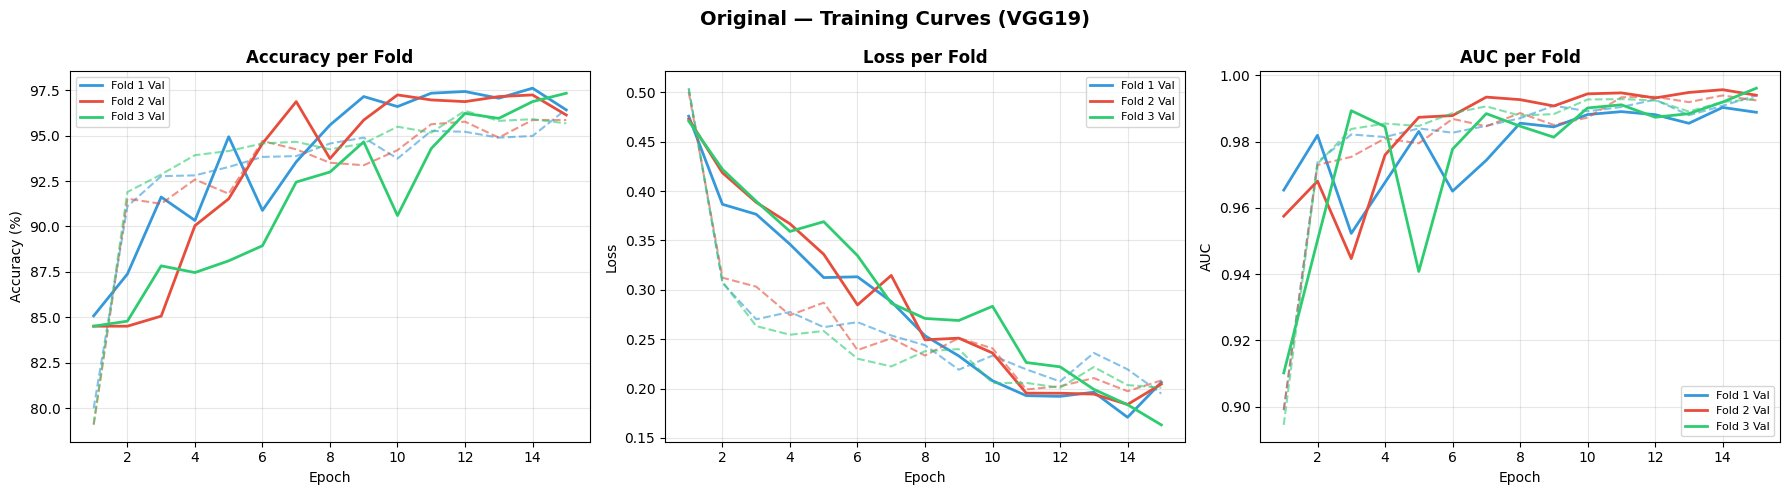 Original — Training Curves (VGG19)
Accuracy per Fold
Fold 1 Val
Fold 2 Val
Fold 3 Val
Accuracy (%)
97.5
95.0
92.5
90.0
87.5
85.0
82.5
80.0
2 4 6 8 10 12 14
Epoch
Loss per Fold
Fold 1 Val
Fold 2 Val
Fold 3 Val
Loss
0.50
0.45
0.40
0.35
0.30
0.25
0.20
0.15
2 4 6 8 10 12 14
Epoch
AUC per Fold
AUC
1.00
0.98
0.96
0.94
0.92
0.90
Fold 1 Val
Fold 2 Val
Fold 3 Val
2 4 6 8 10 12 14
Epoch